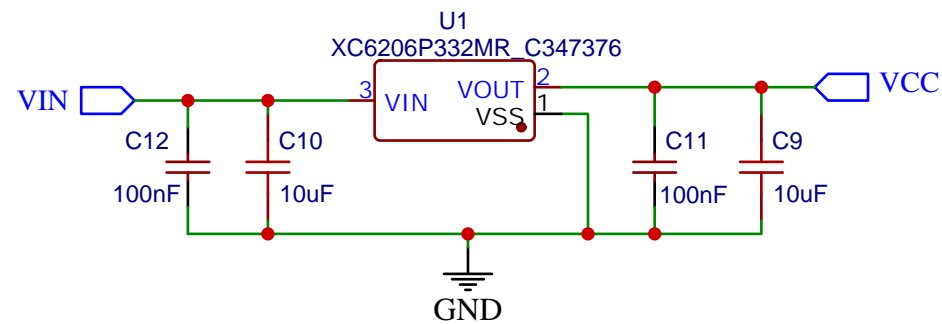 U1
XC6206P332MR_C347376
VIN
3
VIN
VOUT
2
VSS
1
VCC
C12
100nF
C10
10uF
C11
100nF
C9
10uF
GND